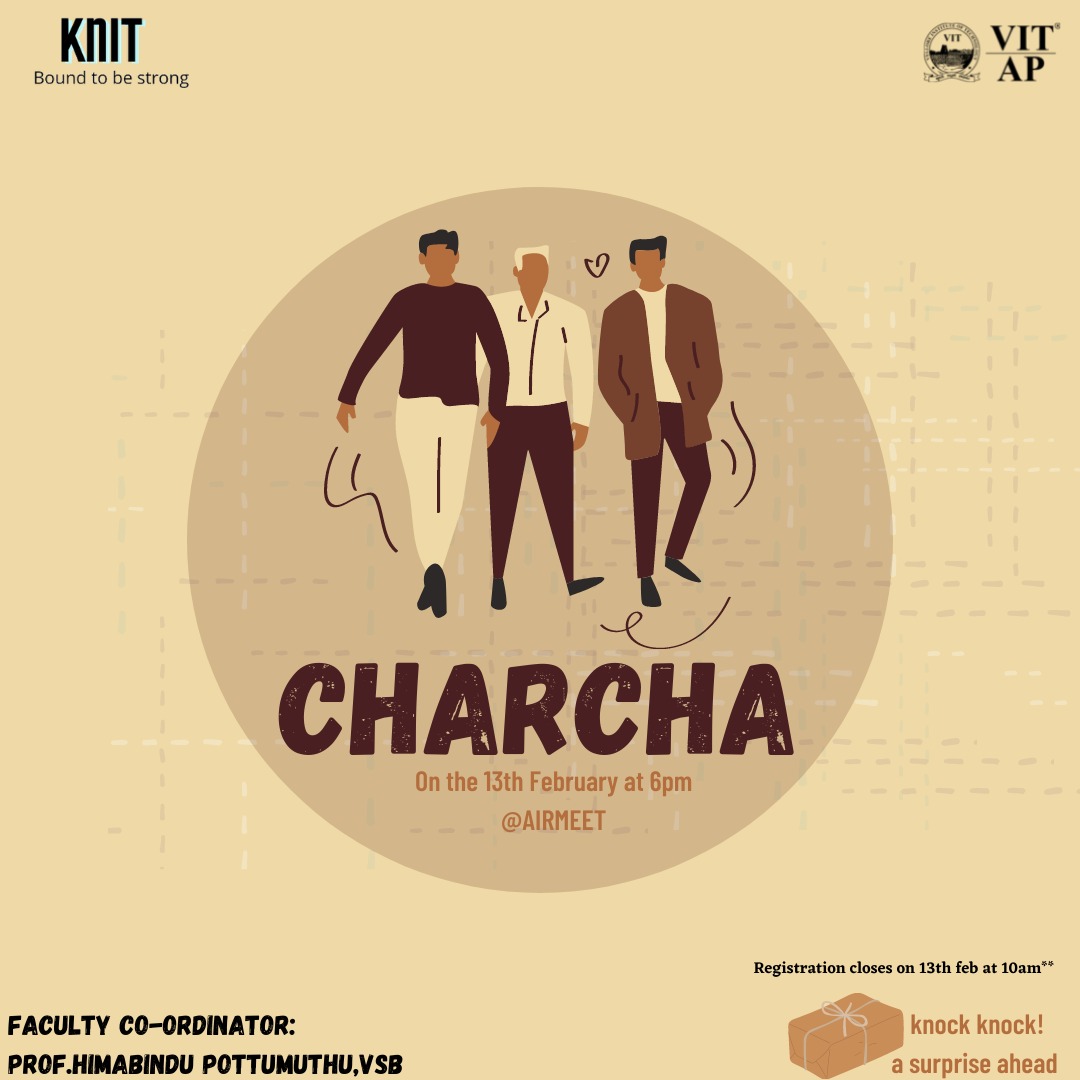 KNIT
Bound to be strong
VIT®
AP
VIT
CHARCHA
On the 13th February at 6pm
@AIRMEET
Registration closes on 13th feb at 10am**
FACULTY CO-ORDINATOR:
PROF.HIMABINDU POTTUMUTHU,VSB
knock knock!
a surprise ahead